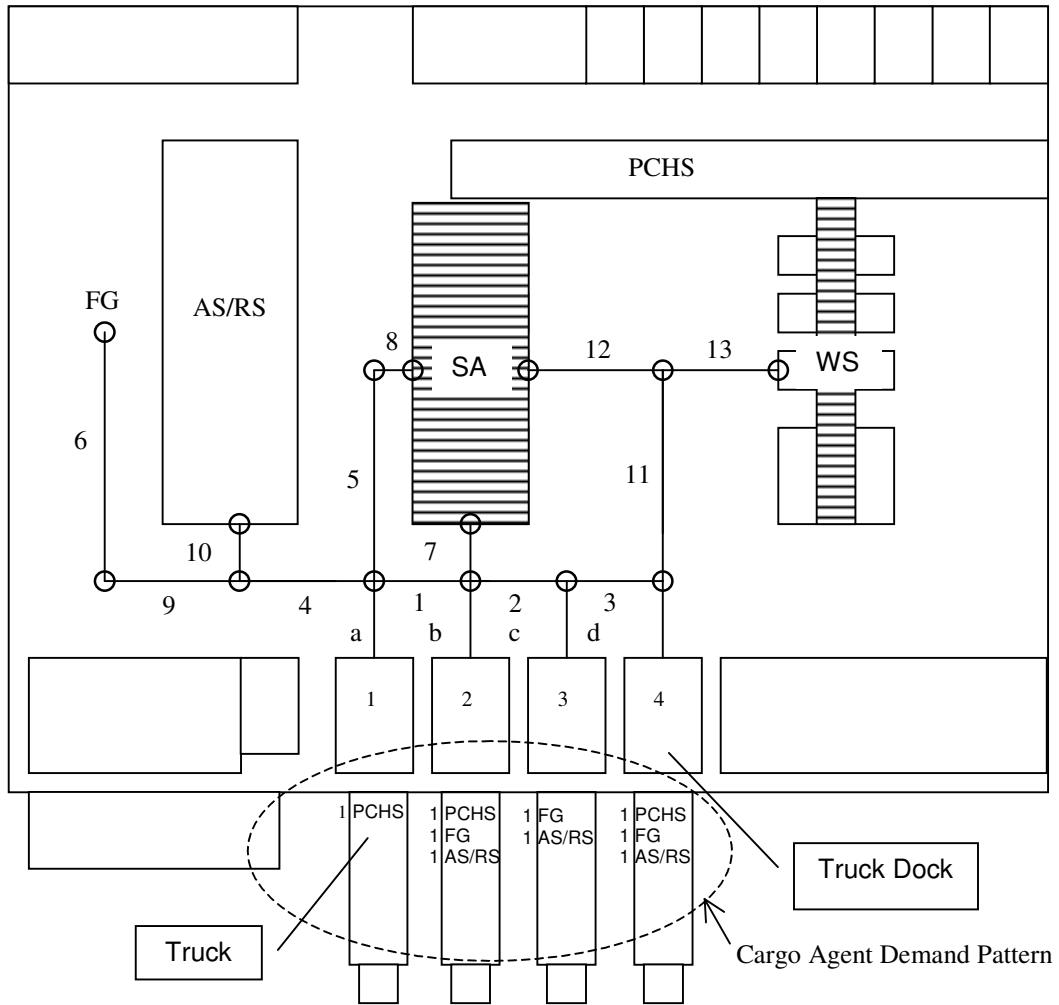 PCHS
FG
AS/RS
8
SA
12
13
WS
6
5
11
10
7
9
4
1
2
3
a
b
c
d
1
2
3
4
1 PCHS
1 PCHS
1 FG
1 AS/RS
1 FG
1 AS/RS
1 PCHS
1 FG
1 AS/RS
Truck Dock
Truck
Cargo Agent Demand Pattern